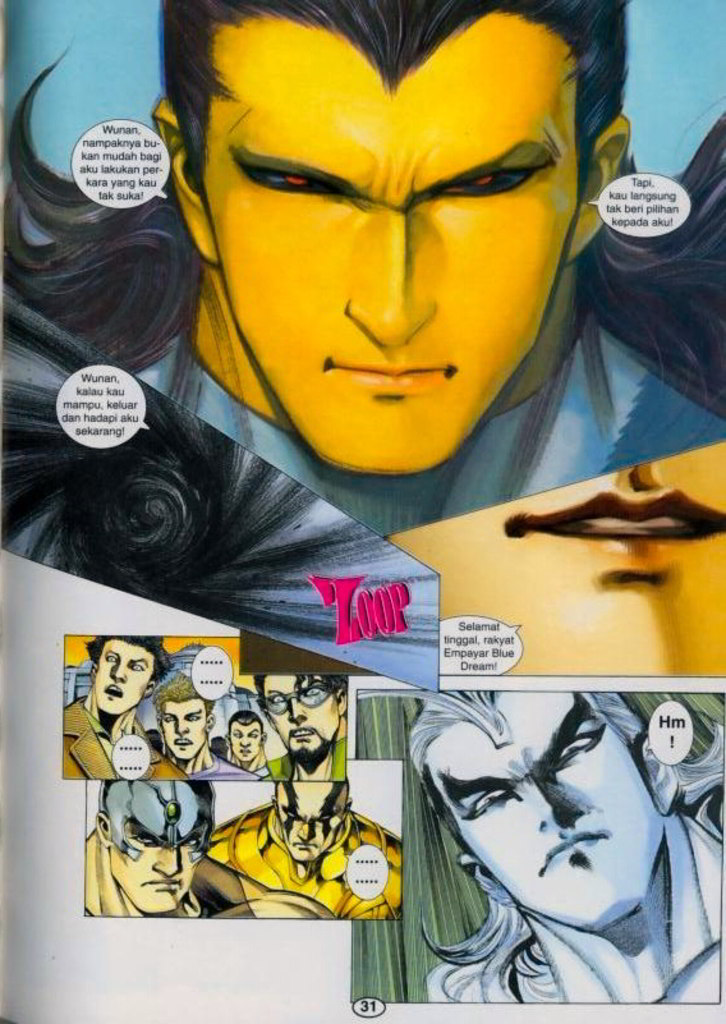 Wunan,
nampaknya bu-
kan mudah bagi
aku lakukan per-
kara yang kau
tak suka!
Tapi,
kau langsung
tak beri pilihan
kepada aku!
Wunan,
kalau kau
mampu, keluar
dan hadapi aku
sekarang!
ZOOP
Selamat
tinggal, rakyat
Empayar Blue
Dream!
.....
.....
.....
.....
Hm
!
.....
.....
31